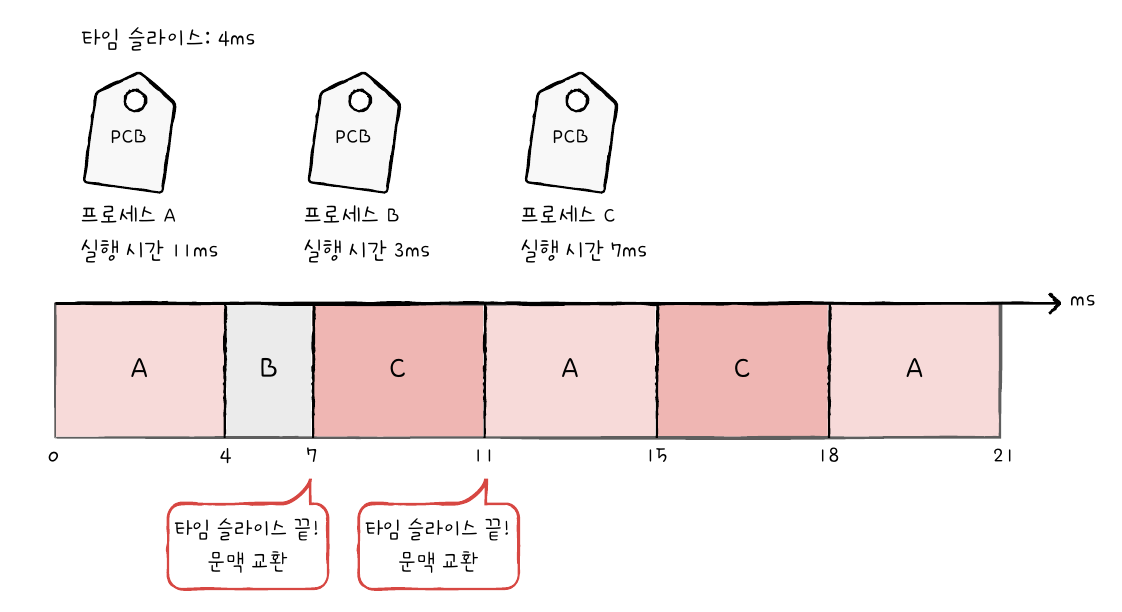 타임 슬라이스: 4ms
PCB
PCB
PCB
프로세스 A
실행 시간 11ms
프로세스 B
실행 시간 3ms
프로세스 C
실행 시간 7ms
ms
A
B
C
A
C
A
0
4
7
11
15
18
21
타임 슬라이스 끝!
문맥 교환
타임 슬라이스 끝!
문맥 교환